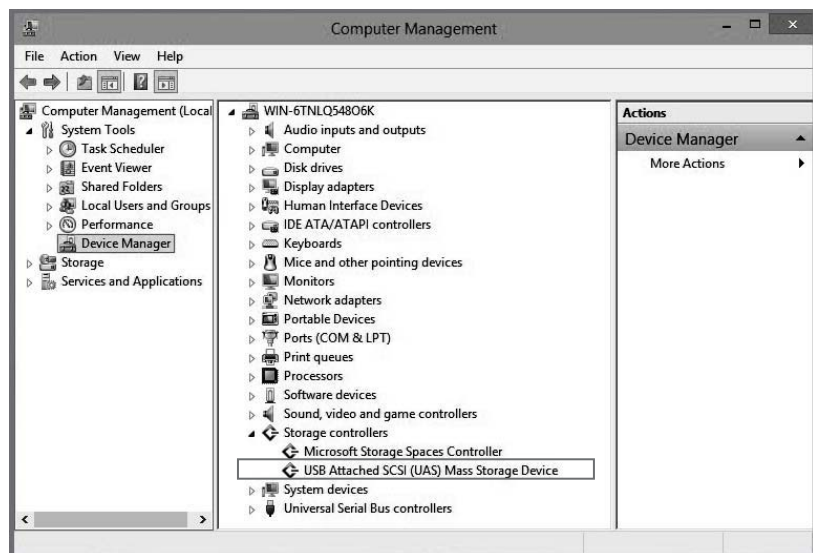 Computer Management
File Action View Help
Computer Management (Local
System Tools
Task Scheduler
Event Viewer
Shared Folders
Local Users and Groups
Performance
Device Manager
Storage
Services and Applications
WIN-6TNLQ548O6K
Audio inputs and outputs
Computer
Disk drives
Display adapters
Human Interface Devices
IDE ATA/ATAPI controllers
Keyboards
Mice and other pointing devices
Monitors
Network adapters
Portable Devices
Ports (COM & LPT)
Print queues
Processors
Software devices
Sound, video and game controllers
Storage controllers
Microsoft Storage Spaces Controller
USB Attached SCSI (UAS) Mass Storage Device
System devices
Universal Serial Bus controllers
Actions
Device Manager
More Actions